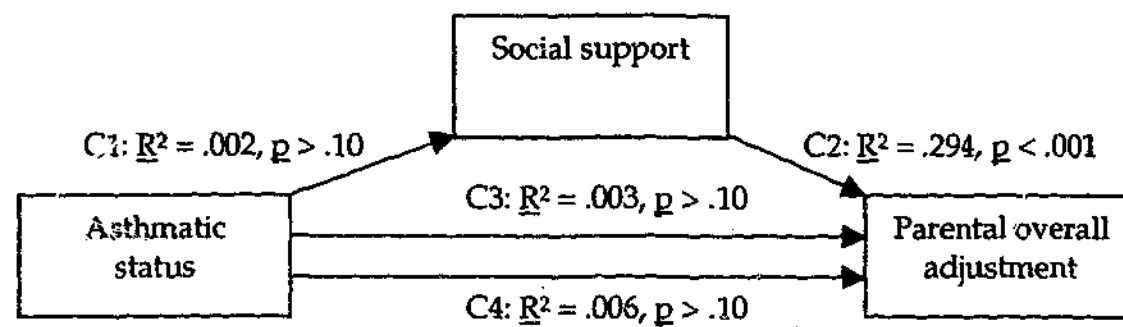 Social support
C1: R² = .002, p > .10
C2: R² = .294, p < .001
C3: R² = .003, p > .10
Asthmatic
status
Parental overall
adjustment
C4: R² = .006, p > .10